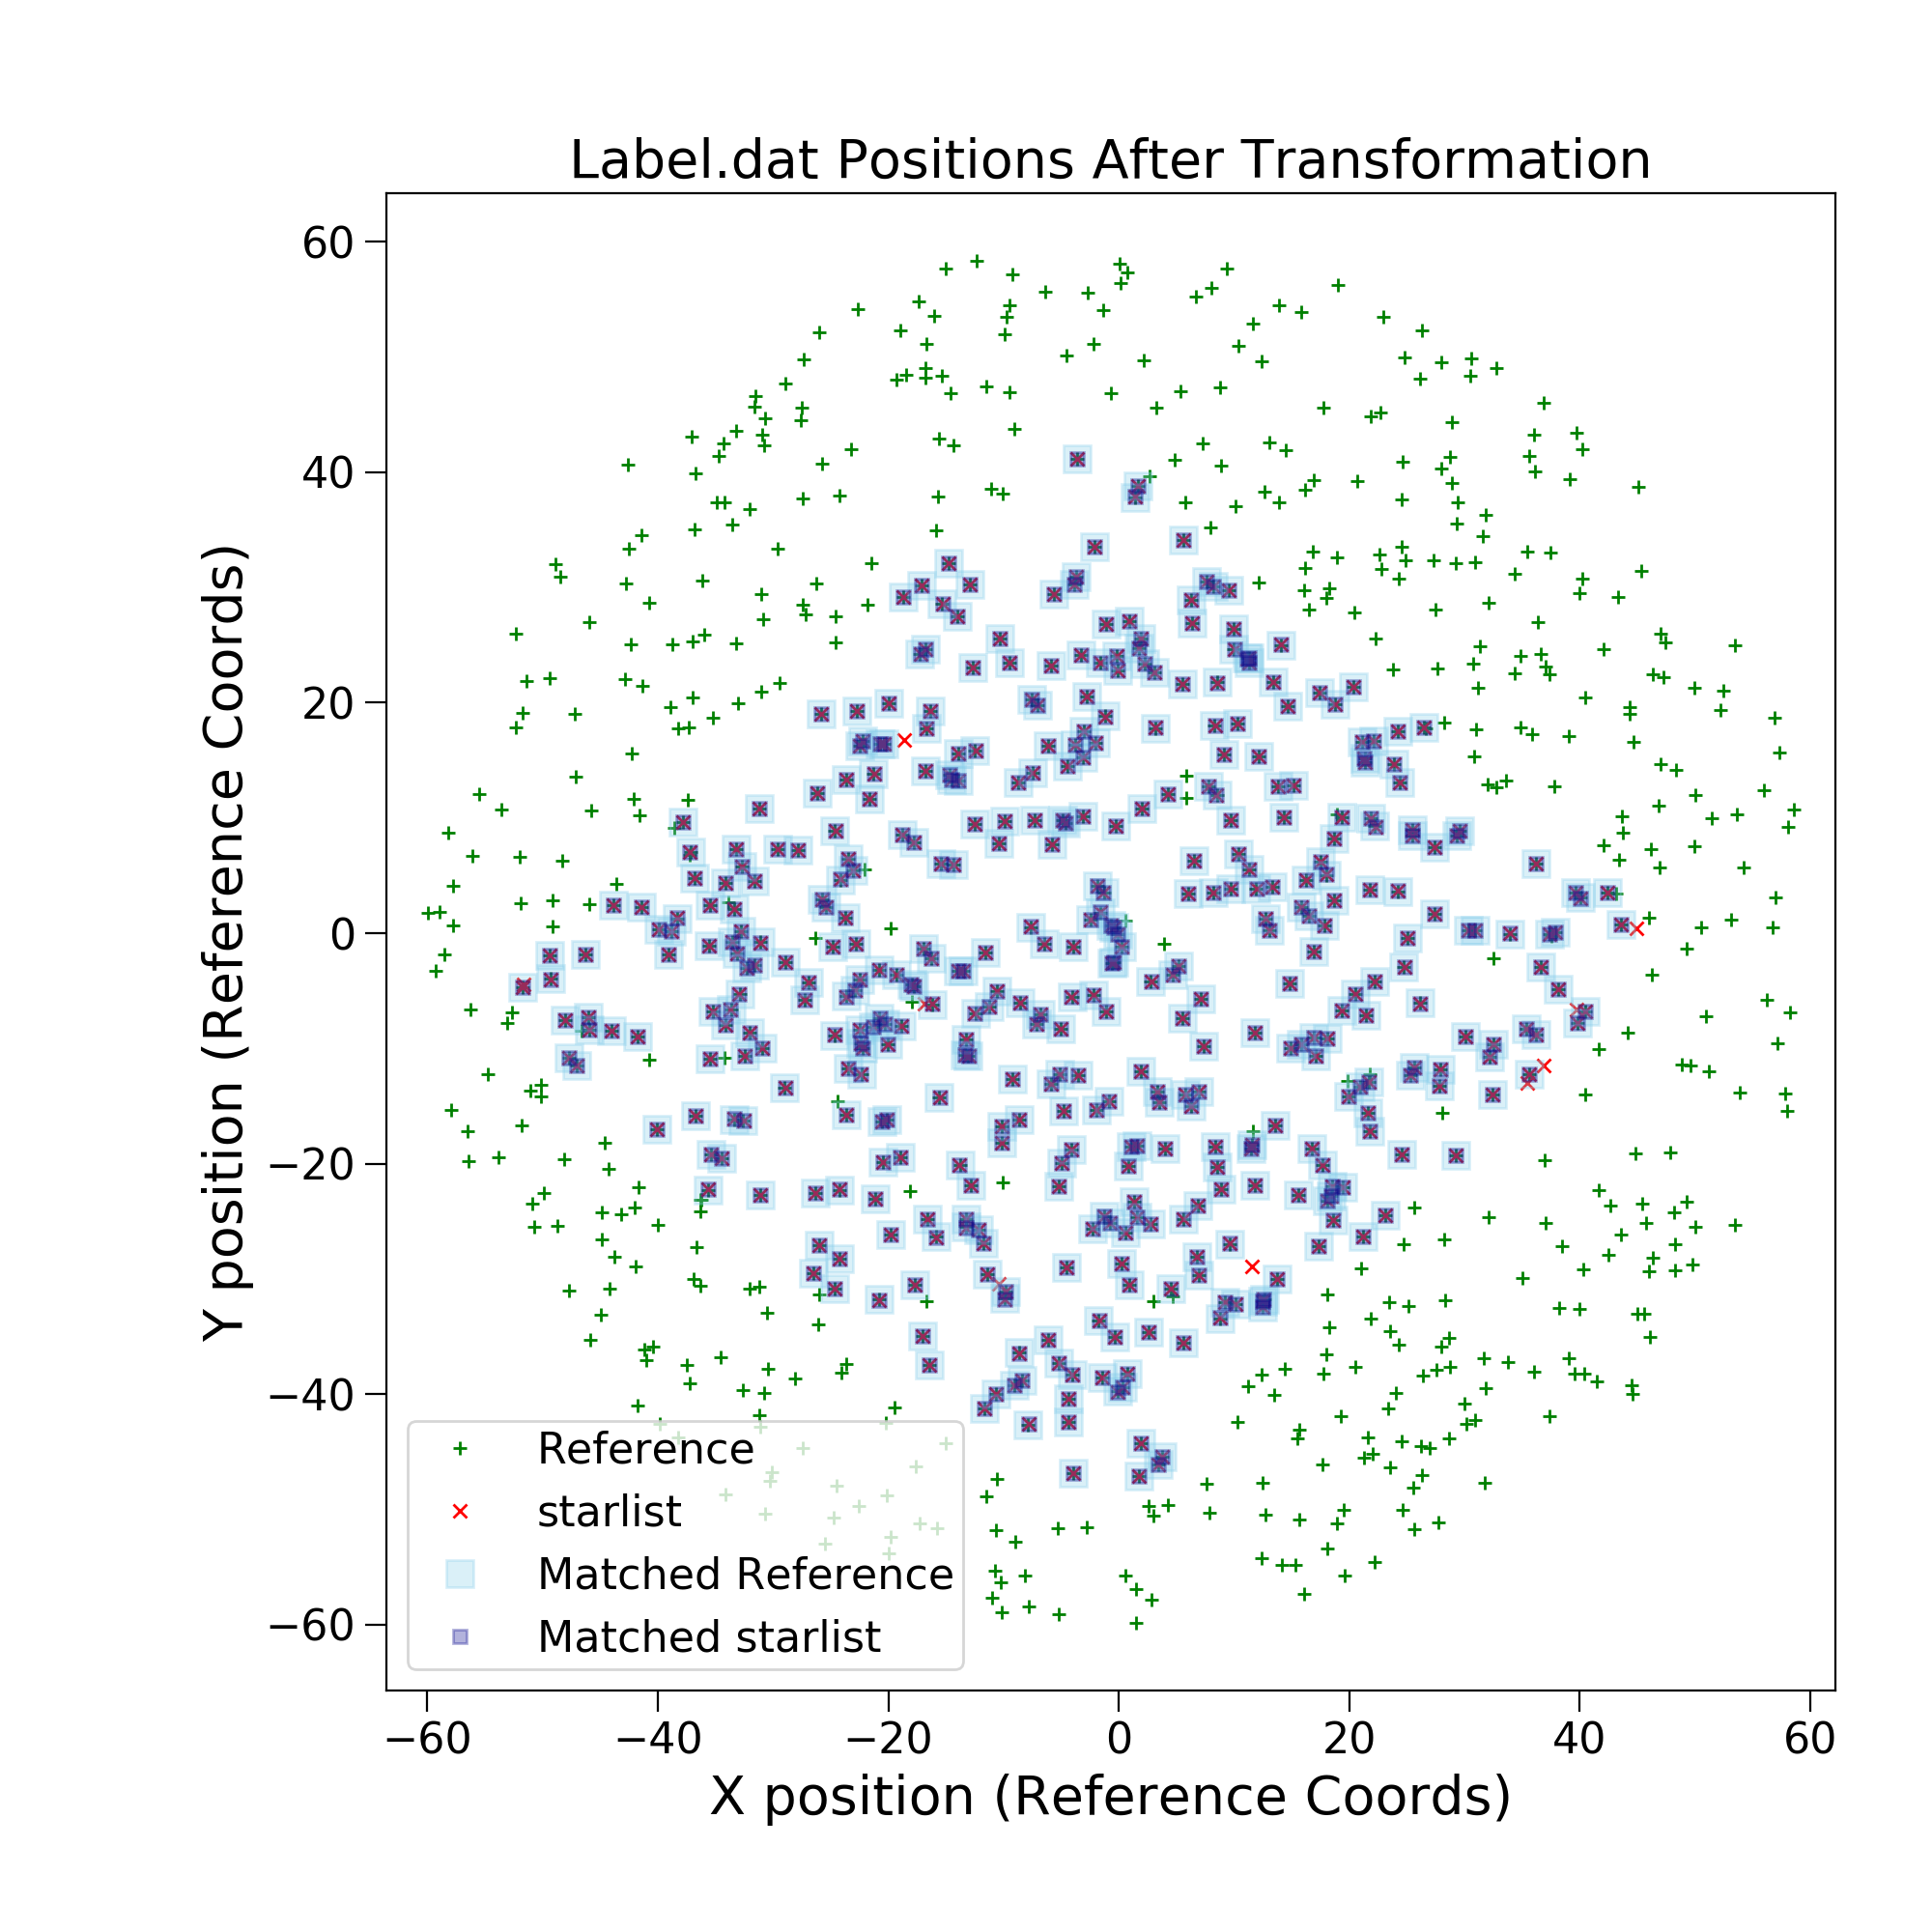 Label.dat Positions After Transformation
60
40
20
0
−20
−40
−60
Y position (Reference Coords)
Reference
starlist
Matched Reference
Matched starlist
−60 −40 −20 0 20 40 60
X position (Reference Coords)